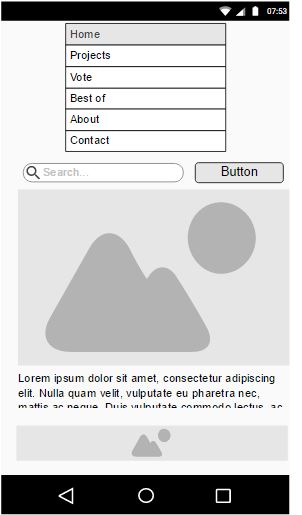 07:53
Home
Projects
Vote
Best of
About
Contact
Search...
Button
Lorem ipsum dolor sit amet, consectetur adipiscing
elit. Nulla quam velit, vulputate eu pharetra nec,
mattis ac neque. Duis vulputate commodo lectus, ac